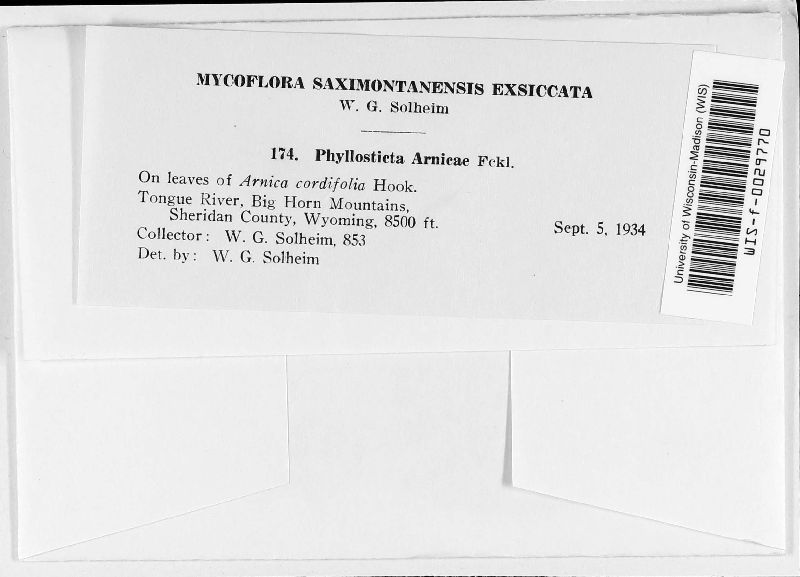 MYCOFLORA SAXIMONTANENSIS EXSICCATA
W. G. Solheim
174. Phyllosticta Arnicae Fckl.
On leaves of Arnica cordifolia Hook.
Tongue River, Big Horn Mountains,
Sheridan County, Wyoming, 8500 ft.
Sept. 5, 1934
Collector: W. G. Solheim, 853
Det. by: W. G. Solheim
University of Wisconsin-Madison (WIS)
WIS-f-0029770